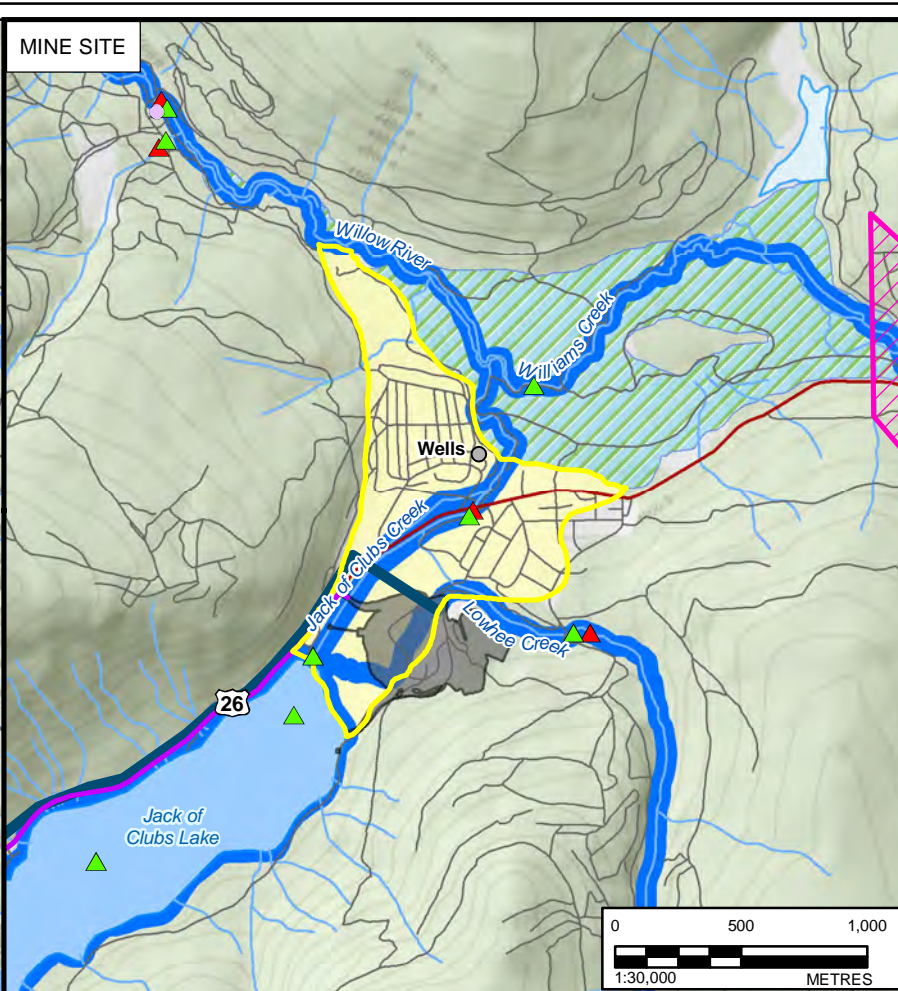 MINE SITE
Willow River
Williams Creek
Wells
Jack of Clubs Creek
Lowhee Creek
26
Jack of
Clubs Lake
0 500 1,000
1:30,000 METRES